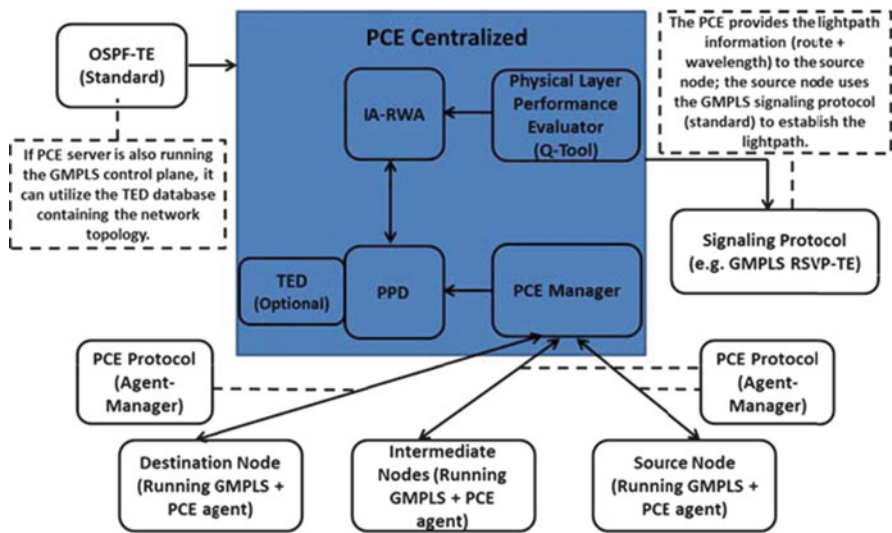 OSPF-TE
(Standard)
If PCE server is also running
the GMPLS control plane, it
can utilize the TED database
containing the network
topology.
PCE Centralized
IA-RWA
Physical Layer
Performance
Evaluator
(Q-Tool)
TED
(Optional)
PPD
PCE Manager
The PCE provides the lightpath
information (route +
wavelength) to the source
node; the source node uses
the GMPLS signaling protocol
(standard) to establish the
lightpath.
Signaling Protocol
(e.g. GMPLS RSVP-TE)
PCE Protocol
(Agent-
Manager)
PCE Protocol
(Agent-
Manager)
Destination Node
(Running GMPLS +
PCE agent)
Intermediate
Nodes (Running
GMPLS + PCE
agent)
Source Node
(Running GMPLS +
PCE agent)